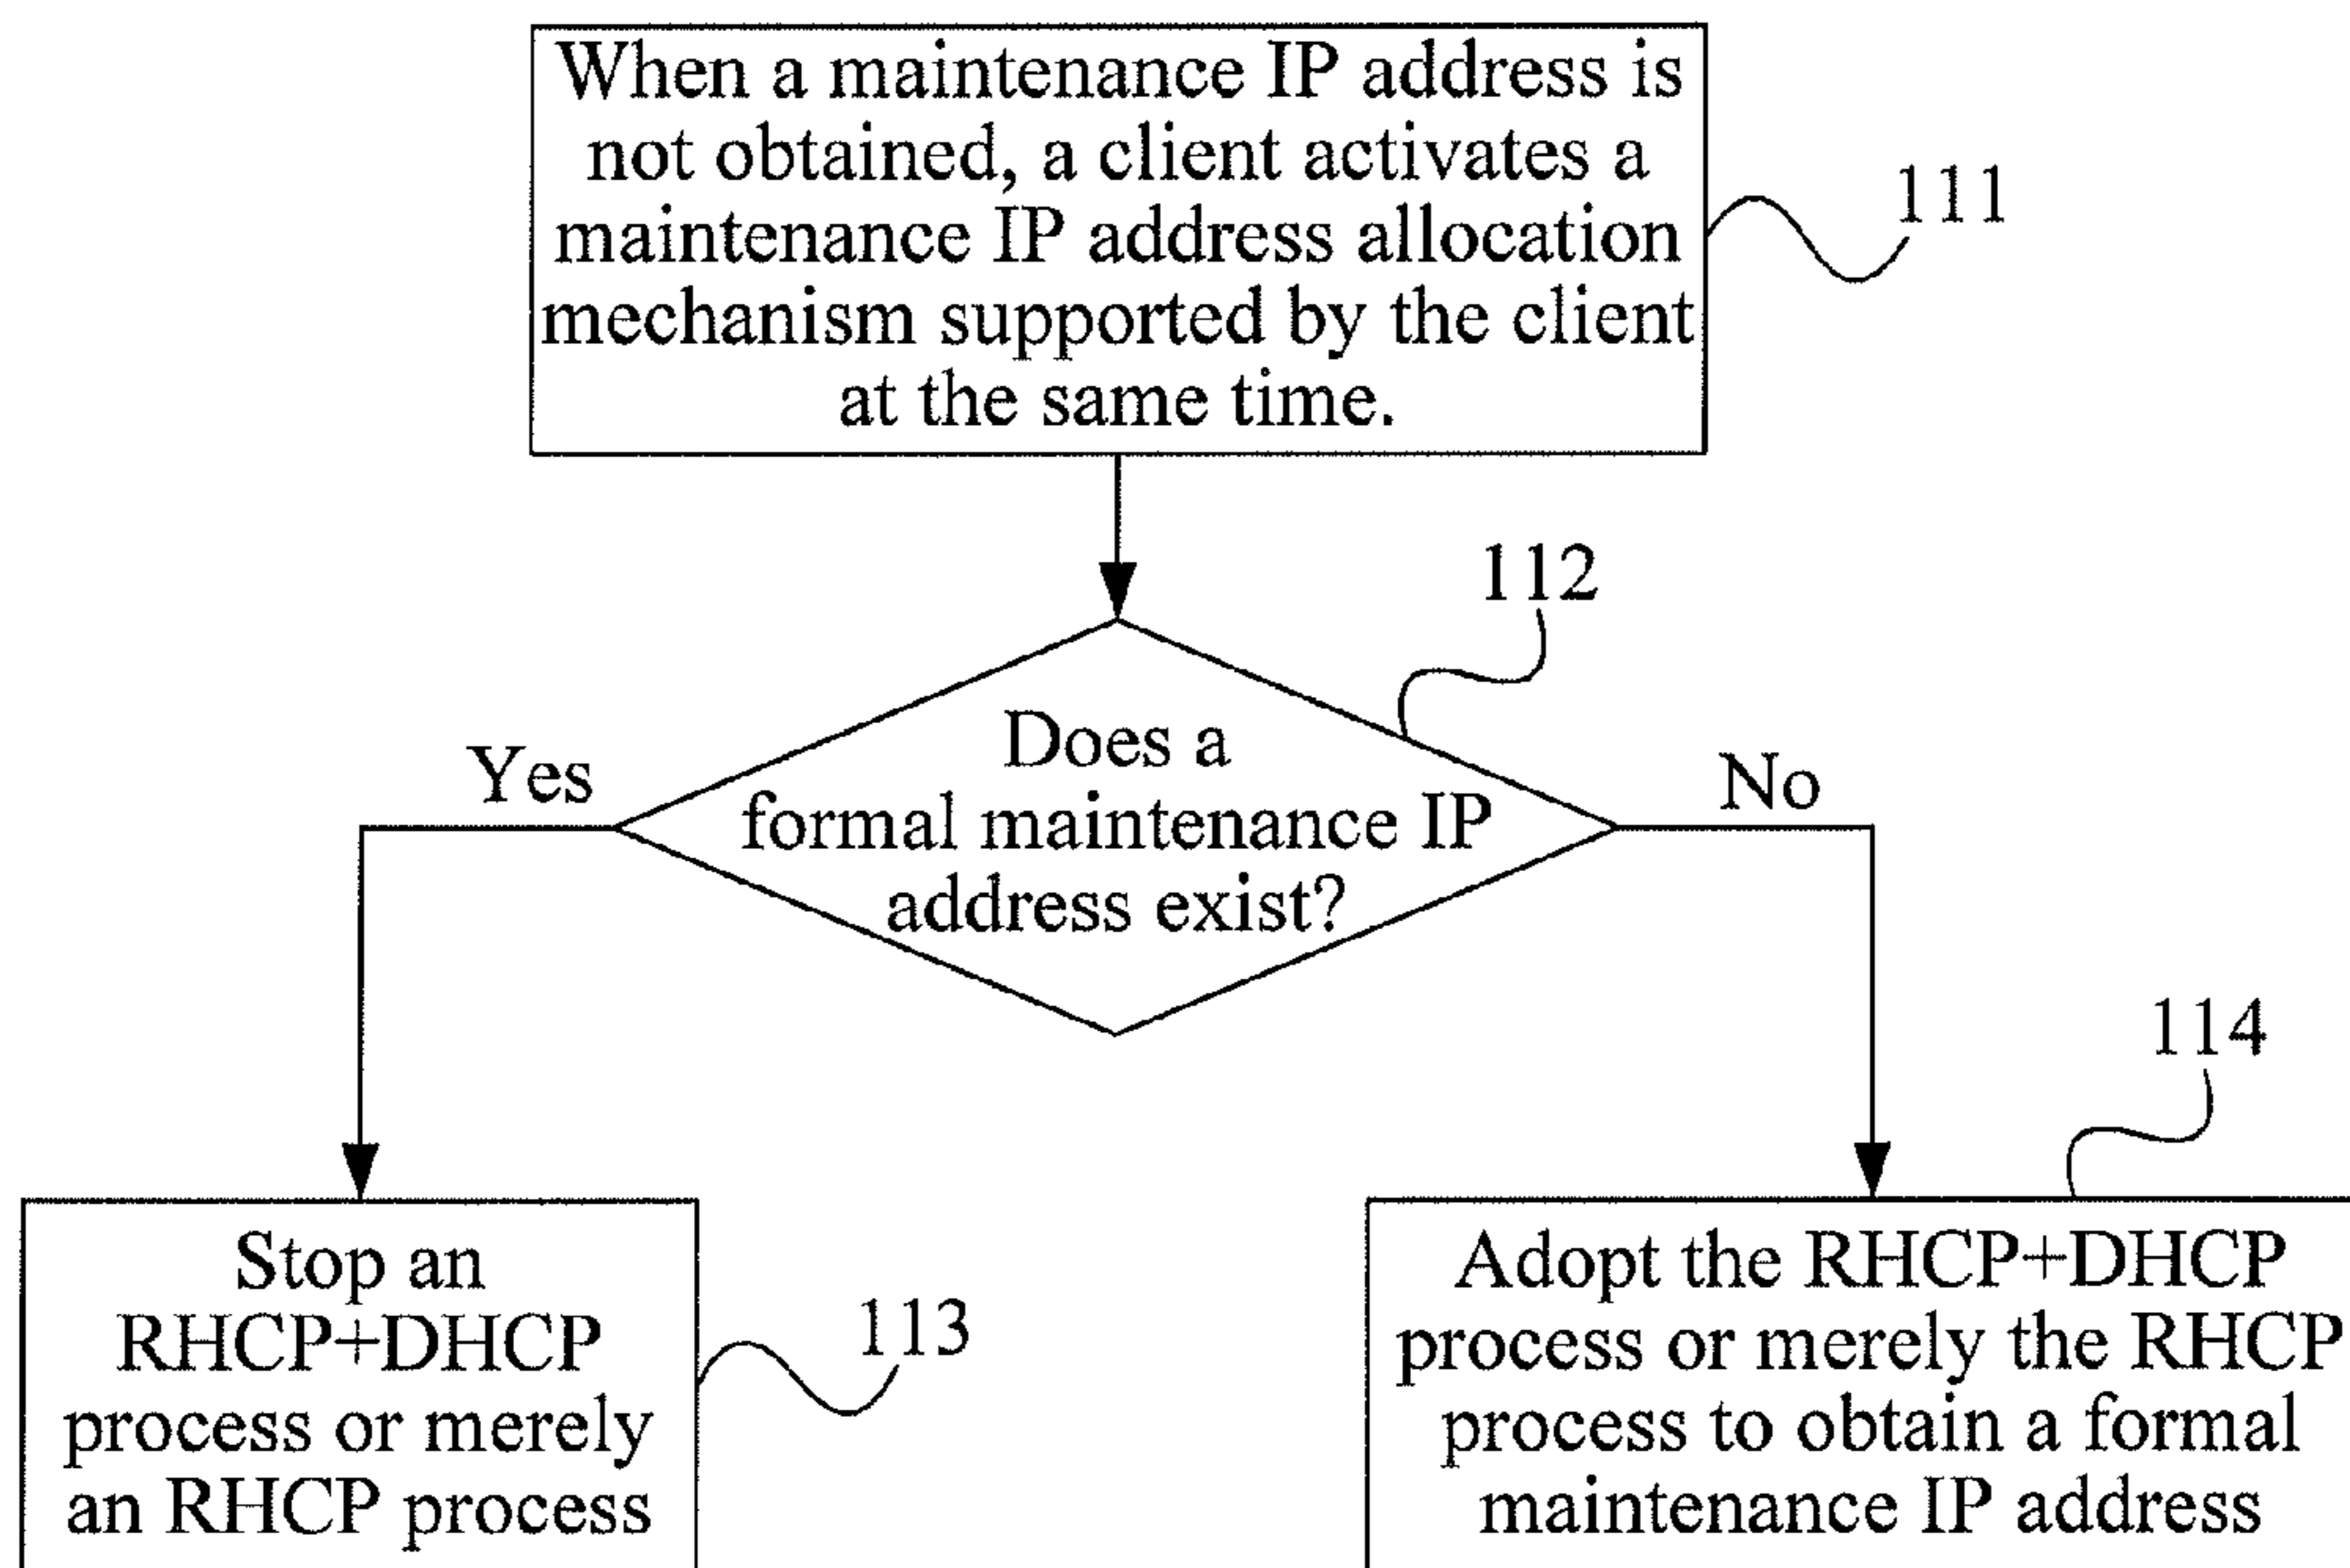 When a maintenance IP address is
not obtained, a client activates a
maintenance IP address allocation
mechanism supported by the client
at the same time.
111
112
Does a
formal maintenance IP
address exist?
Yes
No
114
Stop an
RHCP+DHCP
process or merely
an RHCP process
113
Adopt the RHCP+DHCP
process or merely the RHCP
process to obtain a formal
maintenance IP address